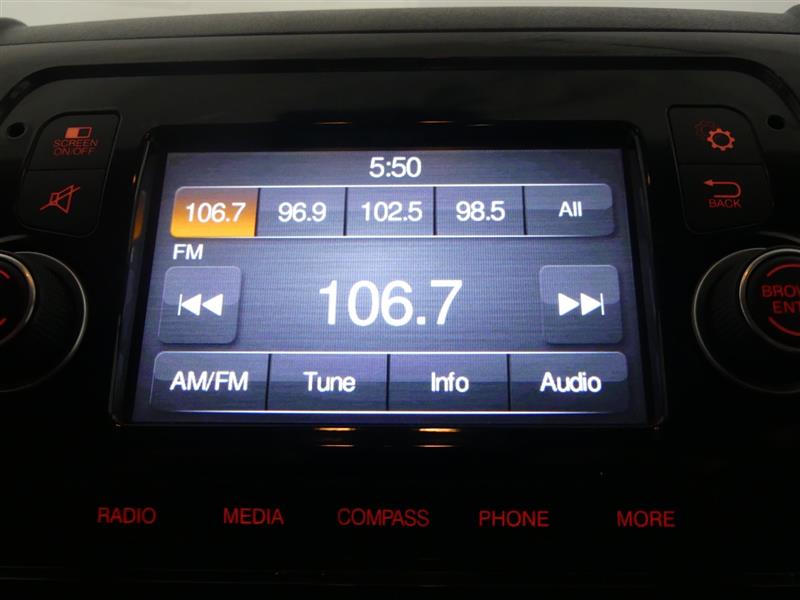 5:50
SCREEN
ON/OFF
106.7 96.9 102.5 98.5 All
BACK
FM
106.7
AM/FM Tune Info Audio
RADIO MEDIA COMPASS PHONE MORE